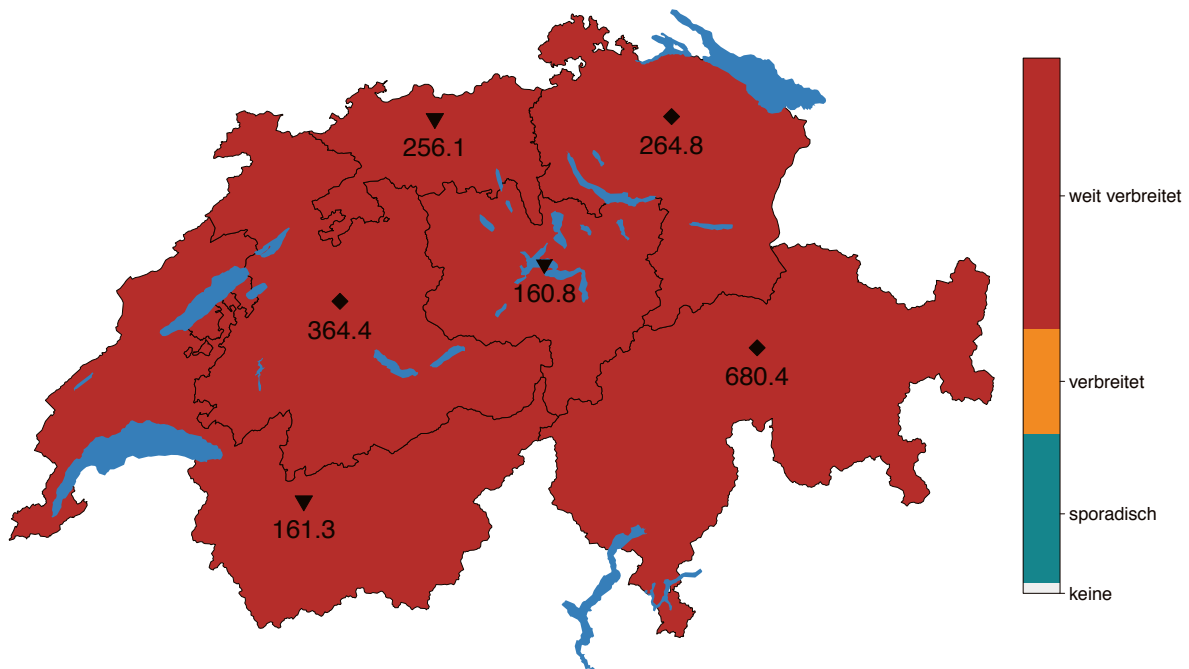 256.1
264.8
160.8
364.4
680.4
161.3
weit verbreitet
verbreitet
sporadisch
keine